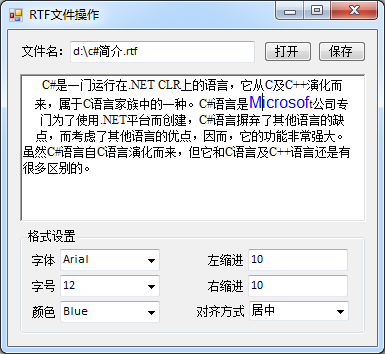 RTF文件操作
文件名: d:\c#简介.rtf 打开 保存
C#是一门运行在.NET CLR上的语言，它从C及C++演化而
来，属于C语言家族中的一种。C#语言是Microsoft公司专
门为了使用.NET平台而创建，C#语言摒弃了其他语言的缺
点，而考虑了其他语言的优点，因而，它的功能非常强大。
虽然C#语言自C语言演化而来，但它和C语言及C++语言还是有
很多区别的。
格式设置
字体 Arial 左缩进 10
字号 12 右缩进 10
颜色 Blue 对齐方式 居中